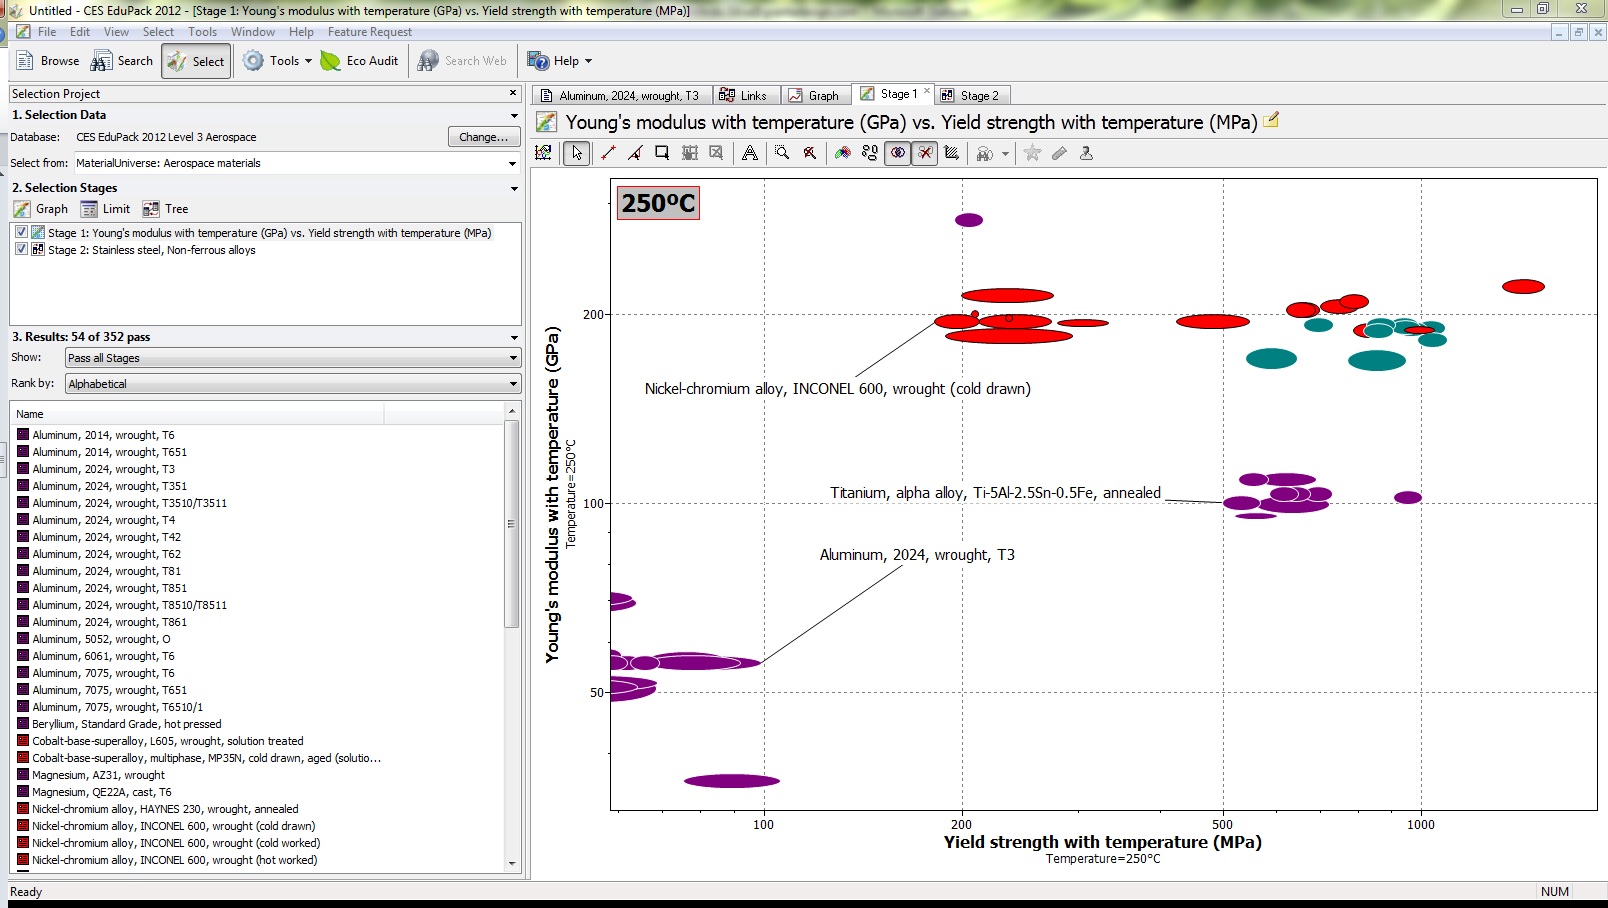 Untitled - CES EduPack 2012 - [Stage 1: Young's modulus with temperature (GPa) vs. Yield strength with temperature (MPa)]
File Edit View Select Tools Window Help Feature Request
Browse Search Select Tools Eco Audit Search Web Help
Selection Project
1. Selection Data
Database: CES EduPack 2012 Level 3 Aerospace Change...
Select from: MaterialUniverse: Aerospace materials
2. Selection Stages
Graph Limit Tree
Stage 1: Young's modulus with temperature (GPa) vs. Yield strength with temperature (MPa)
Stage 2: Stainless steel, Non-ferrous alloys
3. Results: 54 of 352 pass
Show: Pass all Stages
Rank by: Alphabetical
Name
Aluminum, 2014, wrought, T6
Aluminum, 2014, wrought, T651
Aluminum, 2024, wrought, T3
Aluminum, 2024, wrought, T351
Aluminum, 2024, wrought, T3510/T3511
Aluminum, 2024, wrought, T4
Aluminum, 2024, wrought, T42
Aluminum, 2024, wrought, T62
Aluminum, 2024, wrought, T81
Aluminum, 2024, wrought, T851
Aluminum, 2024, wrought, T8510/T8511
Aluminum, 2024, wrought, T861
Aluminum, 5052, wrought, O
Aluminum, 6061, wrought, T6
Aluminum, 7075, wrought, T6
Aluminum, 7075, wrought, T651
Aluminum, 7075, wrought, T6510/1
Beryllium, Standard Grade, hot pressed
Cobalt-base-superalloy, L605, wrought, solution treated
Cobalt-base-superalloy, multiphase, MP35N, cold drawn, aged (solutio...
Magnesium, AZ31, wrought
Magnesium, QE22A, cast, T6
Nickel-chromium alloy, HAYNES 230, wrought, annealed
Nickel-chromium alloy, INCONEL 600, wrought (cold drawn)
Nickel-chromium alloy, INCONEL 600, wrought (cold worked)
Nickel-chromium alloy, INCONEL 600, wrought (hot worked)
Aluminum, 2024, wrought, T3 Links Graph Stage 1 Stage 2
Young's modulus with temperature (GPa) vs. Yield strength with temperature (MPa)
250ºC
200
100
50
Young's modulus with temperature (GPa)
Temperature=250°C
Nickel-chromium alloy, INCONEL 600, wrought (cold drawn)
Titanium, alpha alloy, Ti-5Al-2.5Sn-0.5Fe, annealed
Aluminum, 2024, wrought, T3
100 200 500 1000
Yield strength with temperature (MPa)
Temperature=250°C
Ready NUM